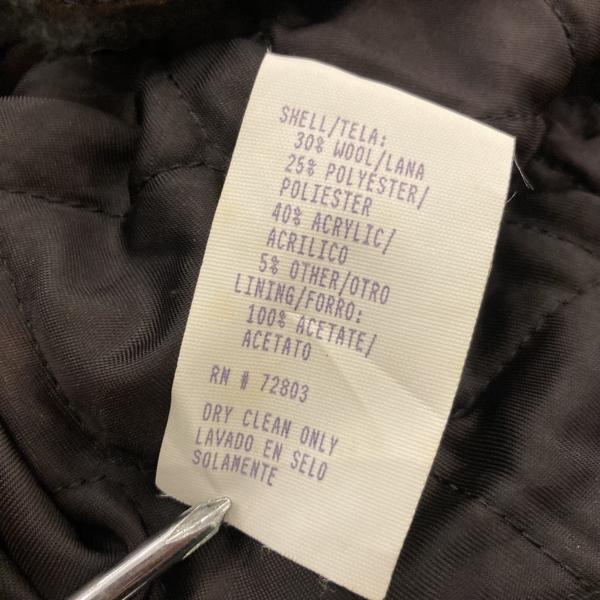 SHELL/TELA:
30% WOOL/LANA
25% POLYESTER/
POLIESTER
40% ACRYLIC/
ACRILICO
5% OTHER/OTRO
LINING/FORRO:
100% ACETATE/
ACETATO
RN # 72803
DRY CLEAN ONLY
LAVADO EN SELO
SOLAMENTE